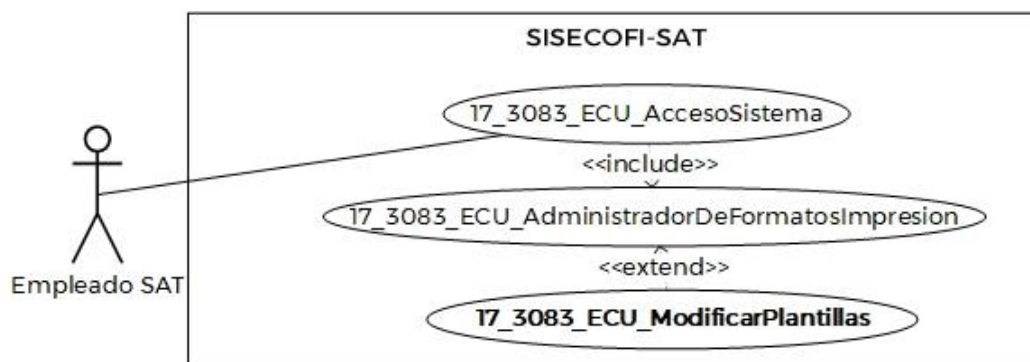 SISECOFI-SAT
17_3083_ECU_AccesoSistema
<<include>>
17_3083_ECU_AdministradorDeFormatosImpresion
<<extend>>
Empleado SAT
17_3083_ECU_ModificarPlantillas